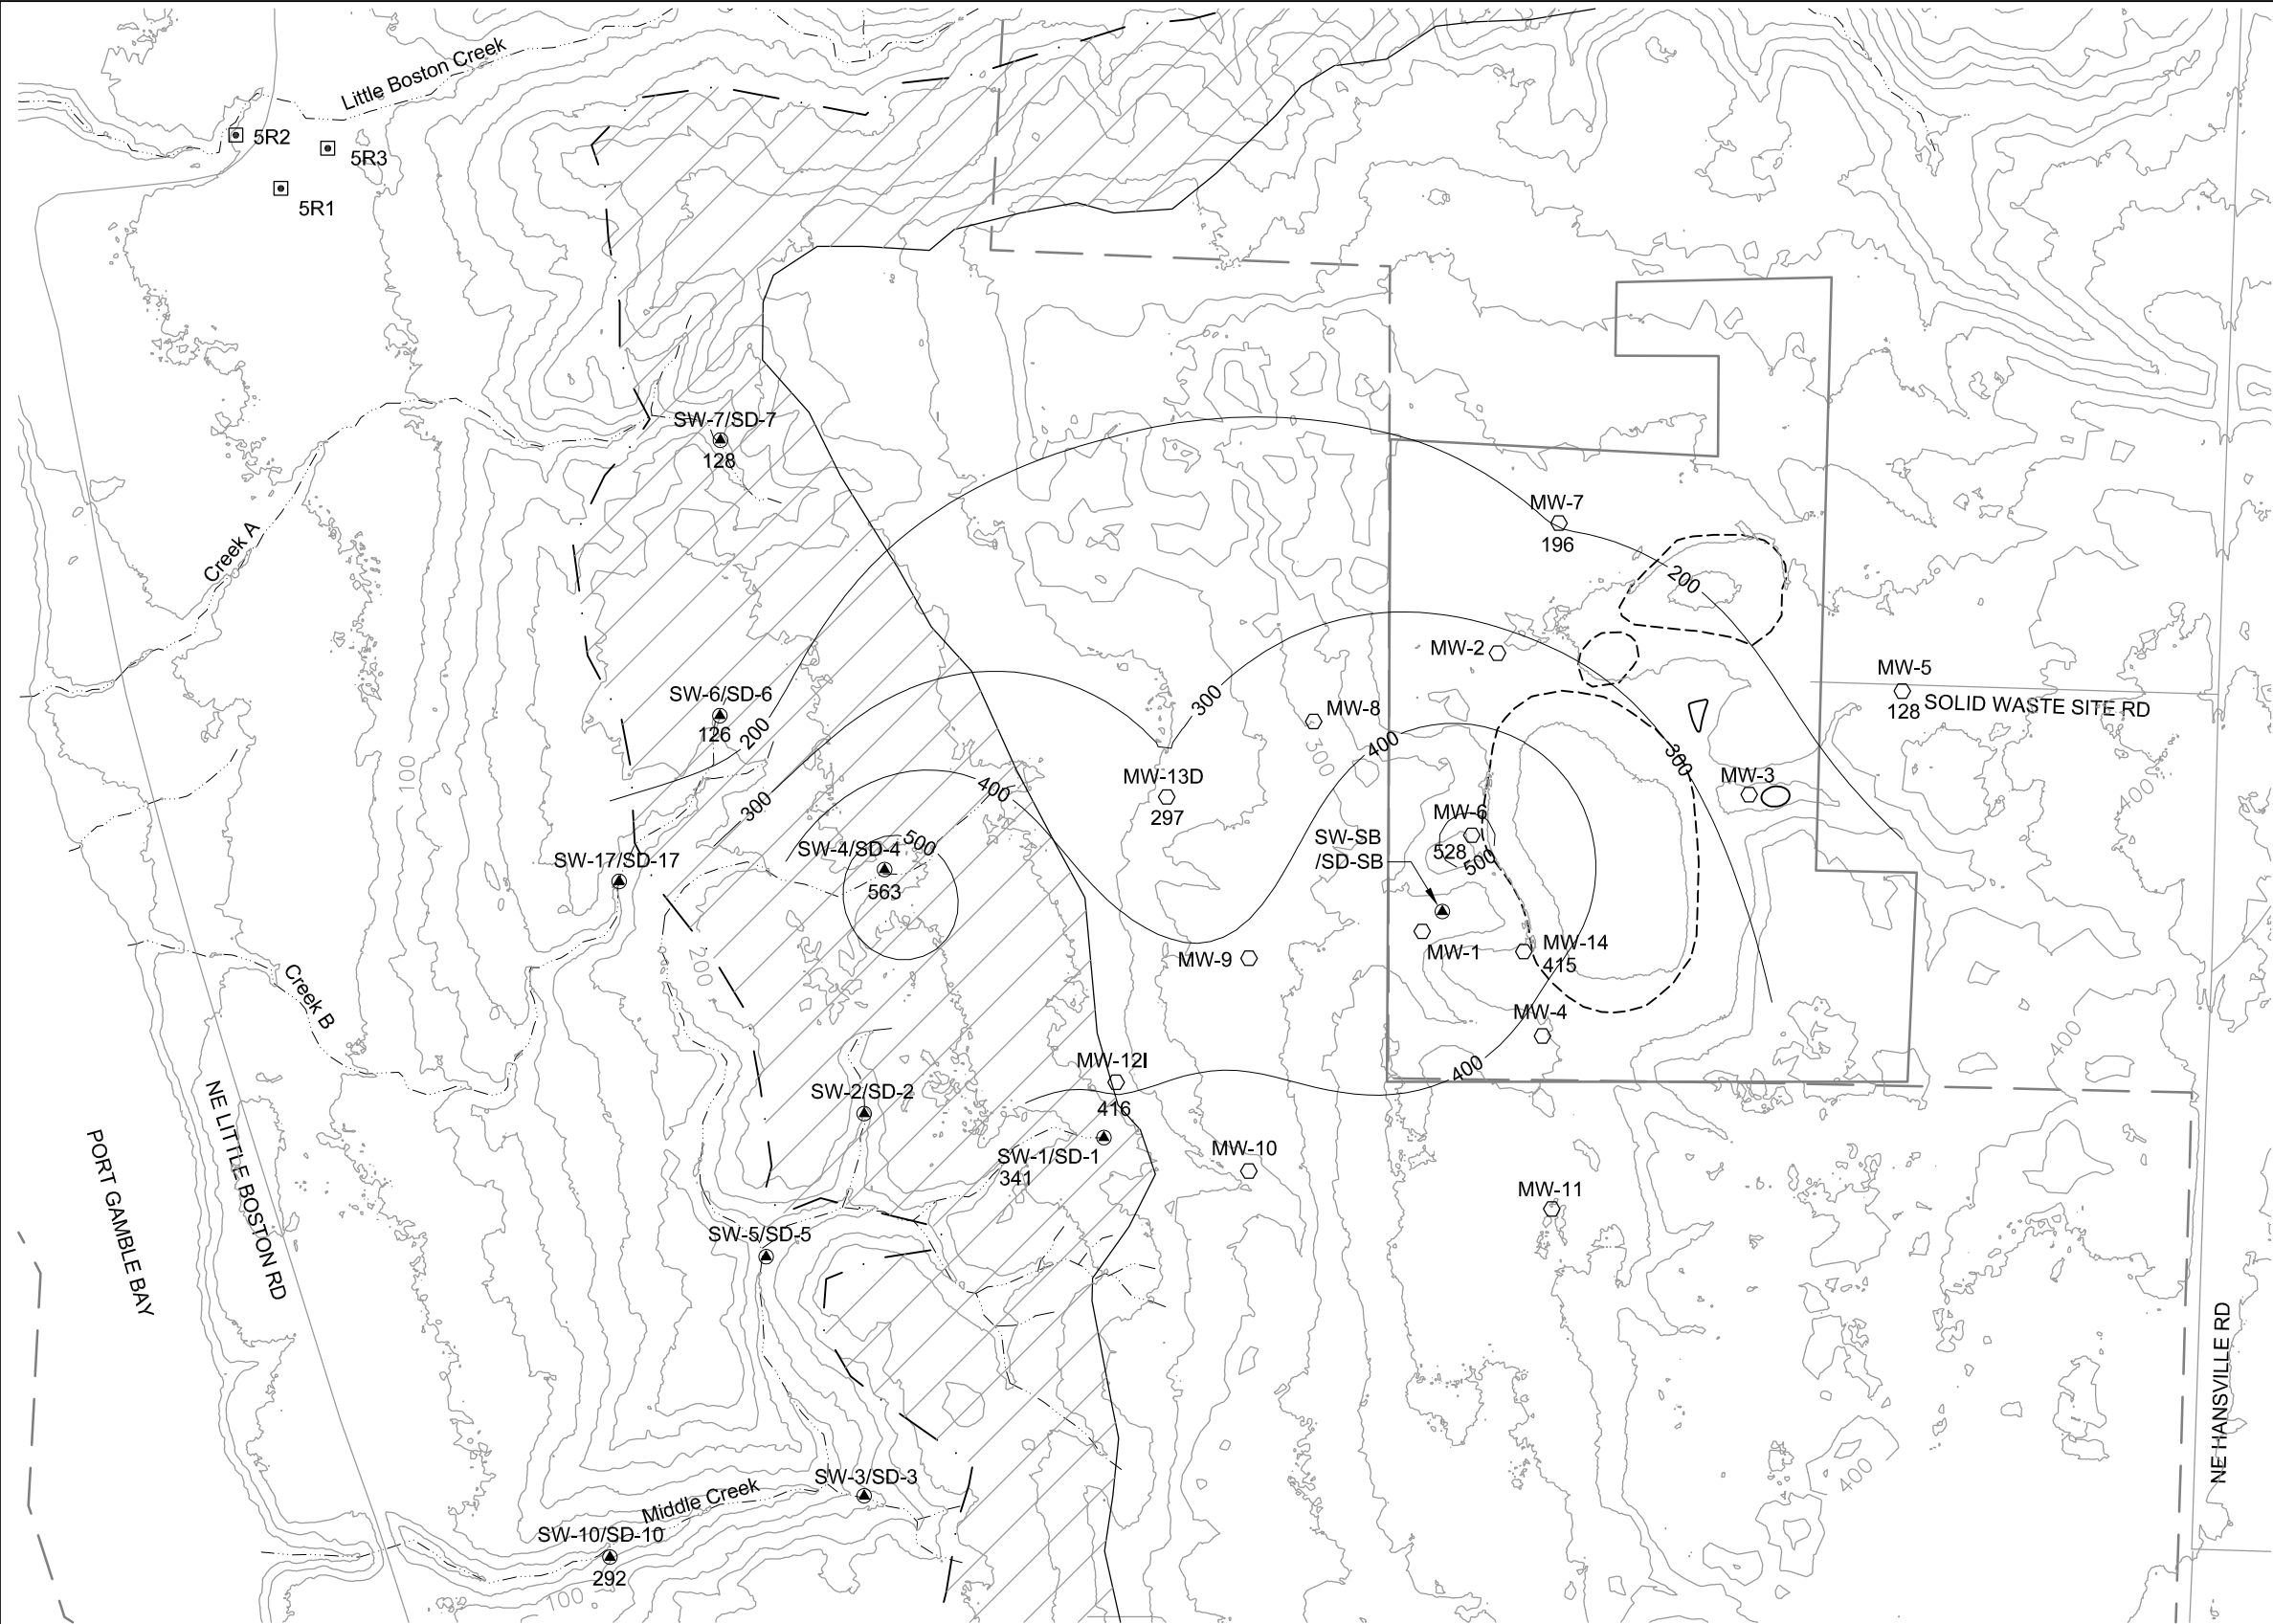 Little Boston Creek
5R2
5R3
5R1
SW-7/SD-7
128
MW-7
196
Creek A
200
MW-2
MW-5
SOLID WASTE SITE RD
128
SW-6/SD-6
126
200
300
MW-8
400
300
300
MW-3
100
MW-13D
297
400
300
400
SW-4/SD-4
500
563
MW-6
528
500
SW-SB
/SD-SB
SW-17/SD-17
MW-1
MW-14
415
MW-9
200
Creek B
MW-4
400
400
MW-12I
416
SW-2/SD-2
NE LITTLE BOSTON RD
PORT GAMBLE BAY
SW-1/SD-1
341
MW-10
MW-11
SW-5/SD-5
NE HANSVILLE RD
400
SW-3/SD-3
Middle Creek
SW-10/SD-10
292
100